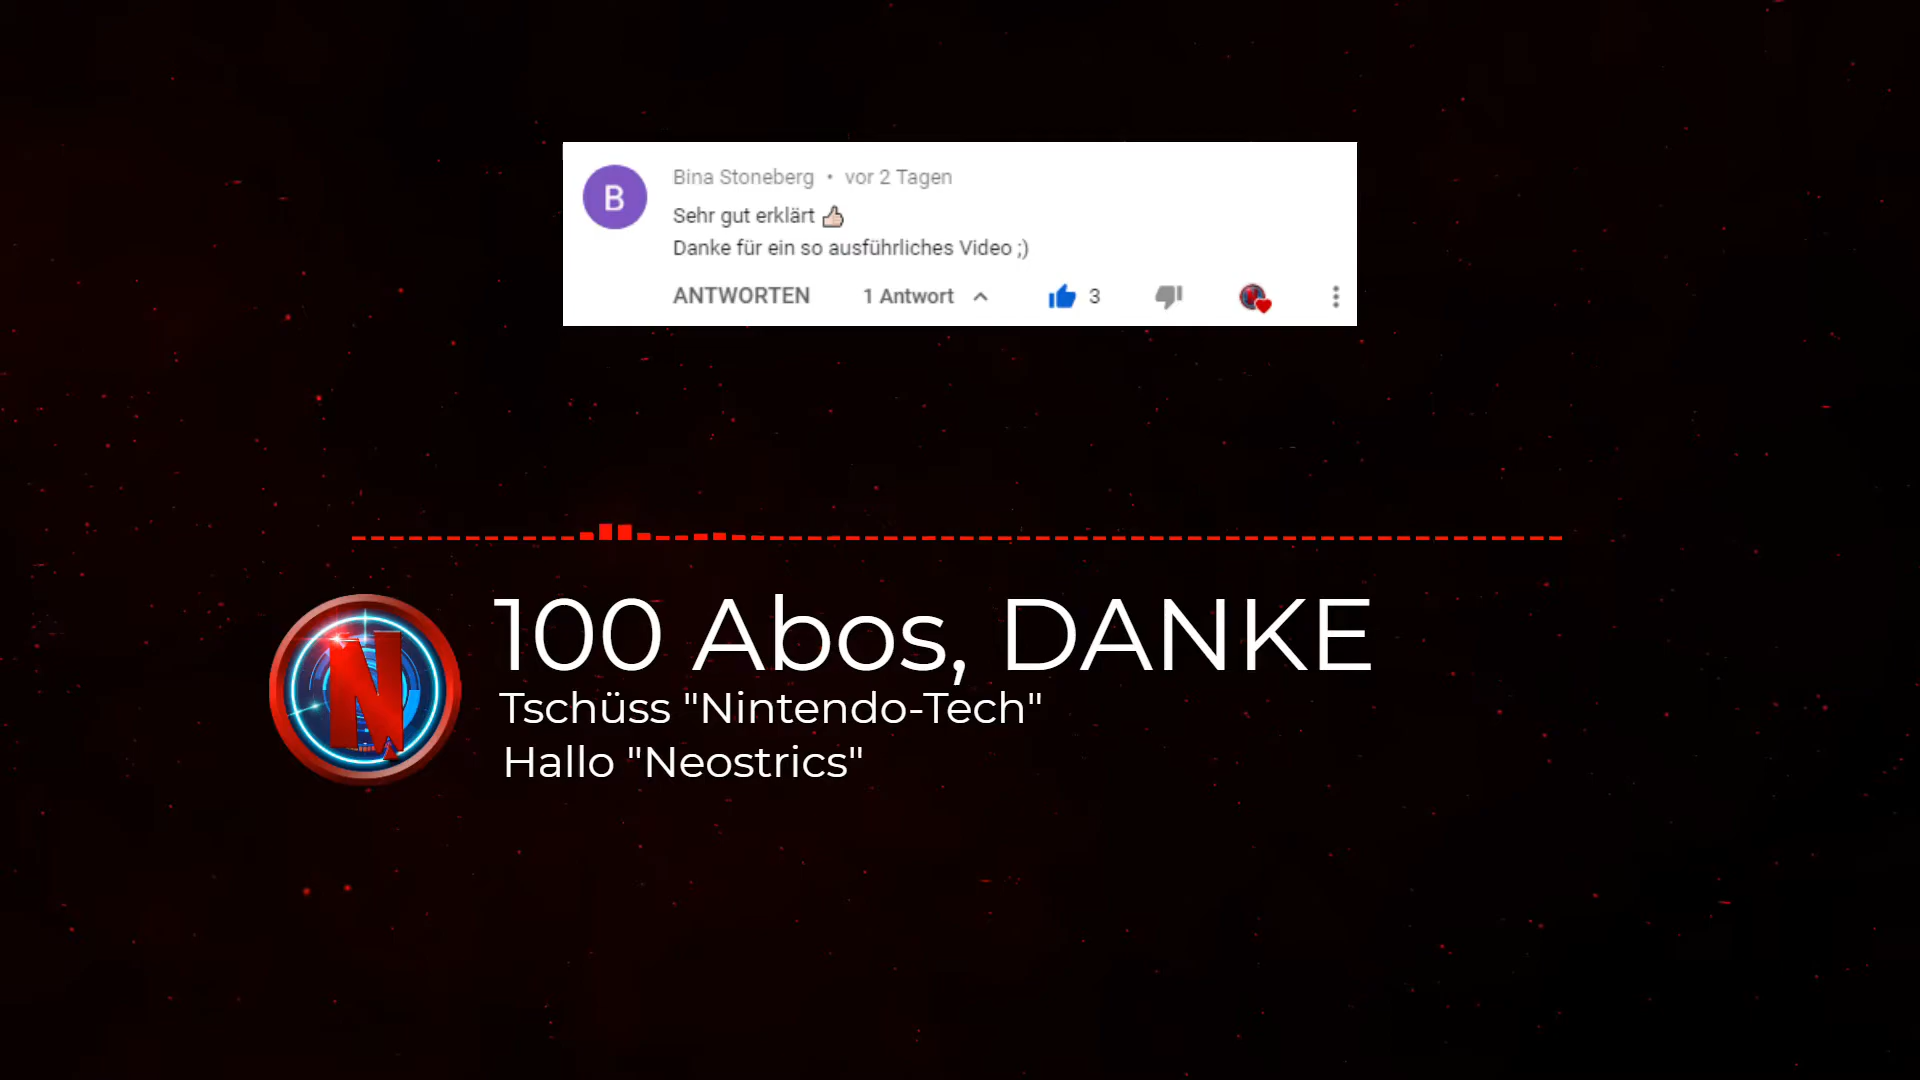 B
Bina Stoneberg • vor 2 Tagen
Sehr gut erklärt 👍🏻
Danke für ein so ausführliches Video ;)
ANTWORTEN 1 Antwort 3
N
100 Abos, DANKE
Tschüss "Nintendo-Tech"
Hallo "Neostrics"